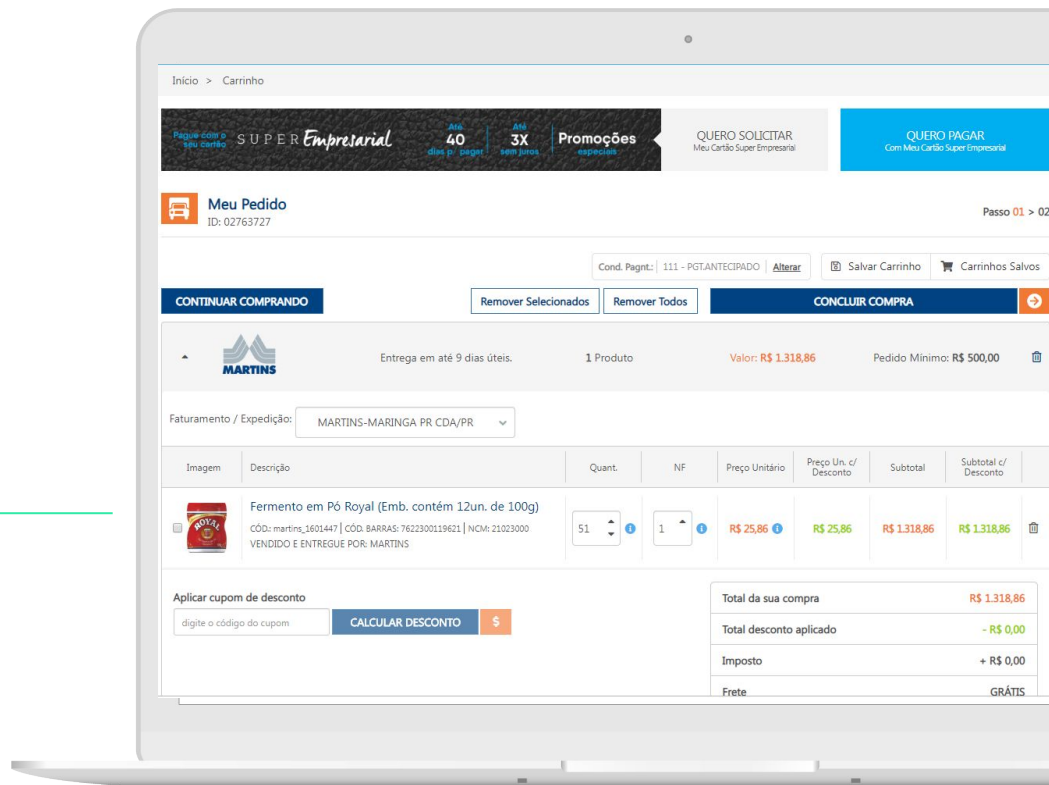 Início > Carrinho
Pague com o seu cartão SUPER Empresarial Até 40 dias p/ pagar Até 3X sem juros Promoções especiais
QUERO SOLICITAR
Meu Cartão Super Empresarial
QUERO PAGAR
Com Meu Cartão Super Empresarial
Meu Pedido
ID: 02763727
Passo 01 > 02
Cond. Pagnt.: 111 - PGT.ANTECIPADO Alterar Salvar Carrinho Carrinhos Salvos
CONTINUAR COMPRANDO Remover Selecionados Remover Todos CONCLUIR COMPRA
MARTINS Entrega em até 9 dias úteis. 1 Produto Valor: R$ 1.318,86 Pedido Mínimo: R$ 500,00
Faturamento / Expedição: MARTINS-MARINGA PR CDA/PR
Imagem Descrição Quant. NF Preço Unitário Preço Un. c/ Desconto Subtotal Subtotal c/ Desconto
ROYAL
Fermento em Pó Royal (Emb. contém 12un. de 100g)
CÓD.: martins_1601447 | CÓD. BARRAS: 7622300119621 | NCM: 21023000
VENDIDO E ENTREGUE POR: MARTINS
51 1 R$ 25,86 R$ 25,86 R$ 1.318,86 R$ 1.318,86
Aplicar cupom de desconto
digite o código do cupom CALCULAR DESCONTO $
Total da sua compra R$ 1.318,86
Total desconto aplicado - R$ 0,00
Imposto + R$ 0,00
Frete GRÁTIS